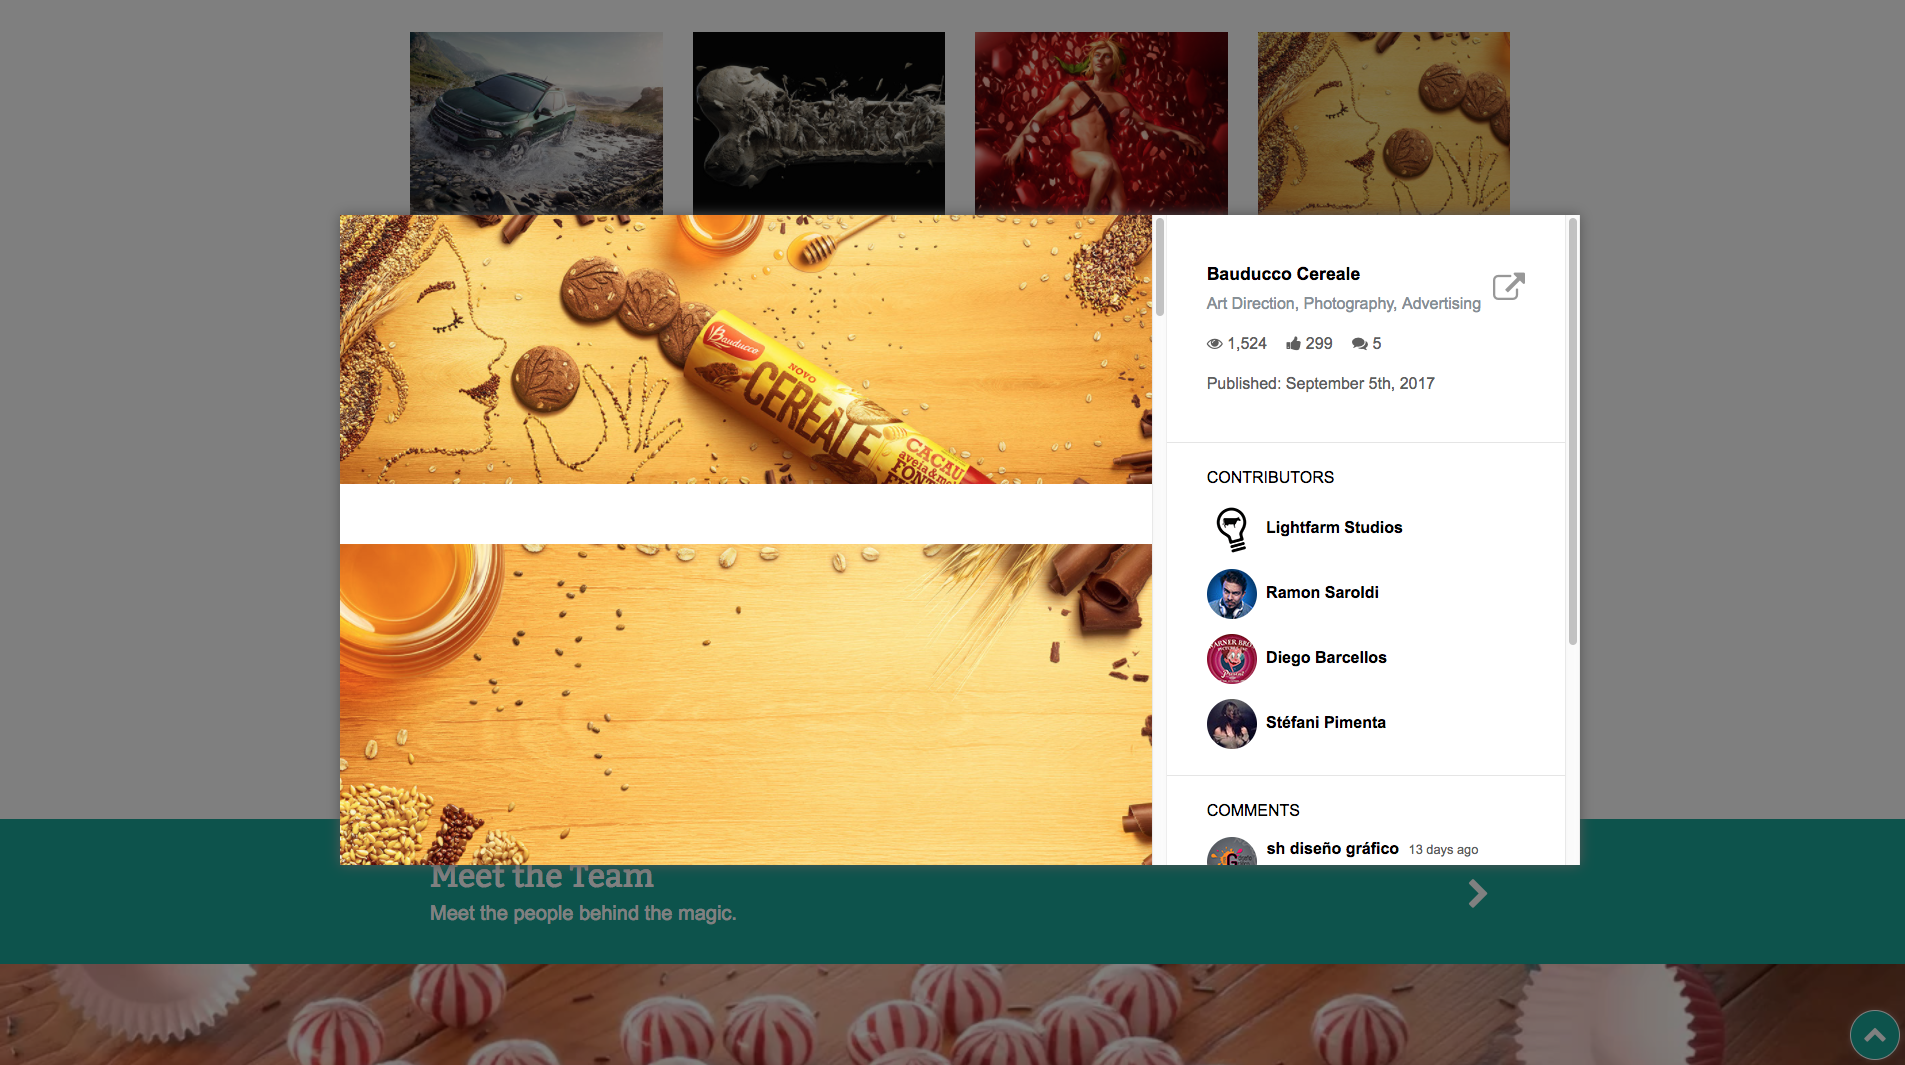 Bauducco
NOVO
CEREALE
CACAU
aveia & me
FON
Bauducco Cereale
Art Direction, Photography, Advertising
1,524 299 5
Published: September 5th, 2017
CONTRIBUTORS
Lightfarm Studios
Ramon Saroldi
Diego Barcellos
Stéfani Pimenta
COMMENTS
sh diseño gráfico 13 days ago
Meet the Team
Meet the people behind the magic.